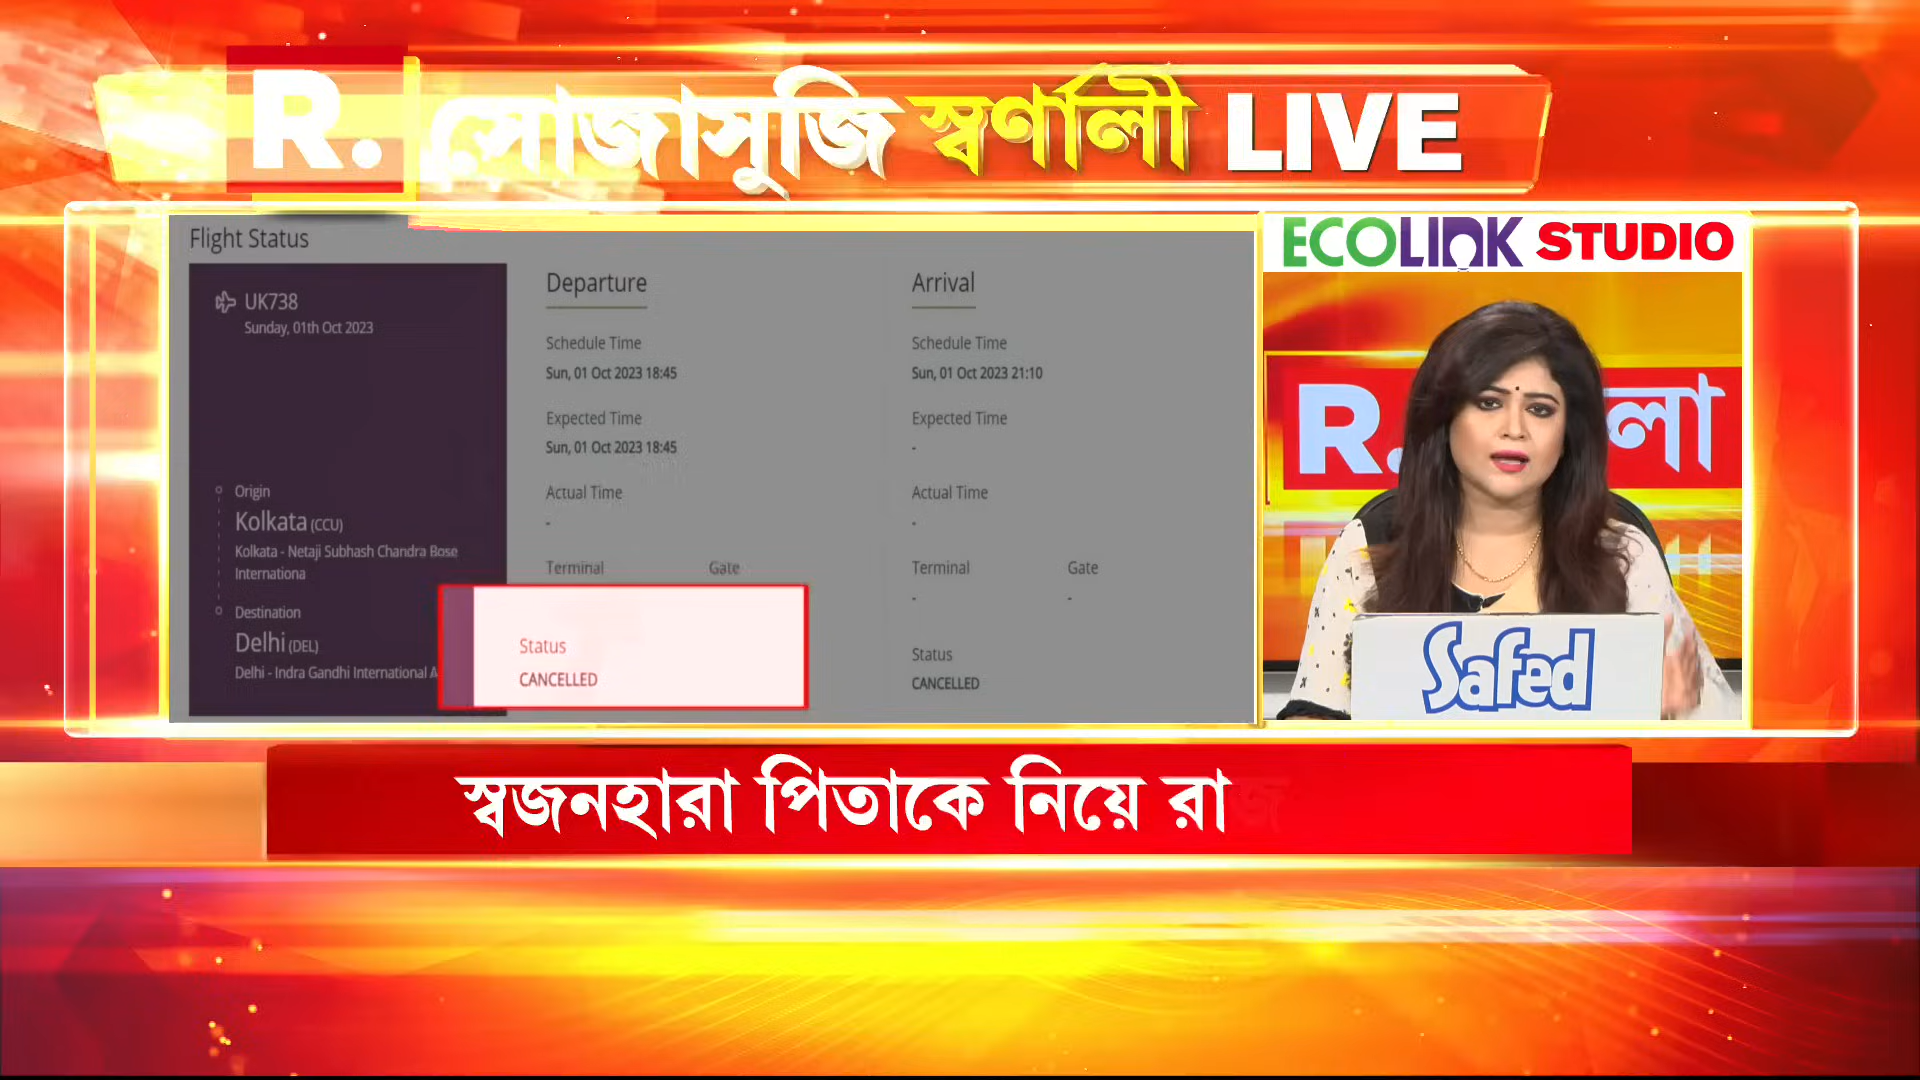 R. সোজাসুজি স্বর্ণালী LIVE
Flight Status
UK738
Sunday, 01th Oct 2023
Origin
Kolkata (CCU)
Kolkata - Netaji Subhash Chandra Bose
Internationa
Destination
Delhi (DEL)
Delhi - Indra Gandhi International A
Departure
Schedule Time
Sun, 01 Oct 2023 18:45
Expected Time
Sun, 01 Oct 2023 18:45
Actual Time
-
Terminal Gate
Status
CANCELLED
Arrival
Schedule Time
Sun, 01 Oct 2023 21:10
Expected Time
-
Actual Time
-
Terminal Gate
- -
Status
CANCELLED
ECOLINK STUDIO
R. লা
Safed
স্বজনহারা পিতাকে নিয়ে রাজ